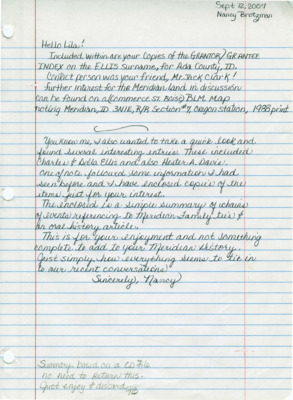 Sept 12, 2007
Nancy Brotzman
Hello Lila!
Included within are your Copies of the GRANTOR/GRANTEE
INDEX on the ELLIS Surname, for Ada County, ID.
Contact person was your friend, Mr. Jack Clark!
Further interest for the Meridian land in discussion
can be found on a Commerce St. Boise BLM Map
noting Meridian, ID 3N1E, R/R Section #7, Oregon station, 1988 print
You know me, I also wanted to take a quick look and
found several interesting entries. These included
Charles & Lolla Ellis and also Hester A. Davis.
One of note followed some information I had
seen before and I have enclosed copies of the
items just for your interest.
The enclosed is a simple summary of
events referencing to Meridian Family ties &
an oral history article.
This is for your enjoyment and not something
complete to add to your Meridian History.
Just simply how everything seems to tie in
to our recent conversations
Sincerely, Nancy
Summary based on a CD file
no need to return this -
Just enjoy & discard